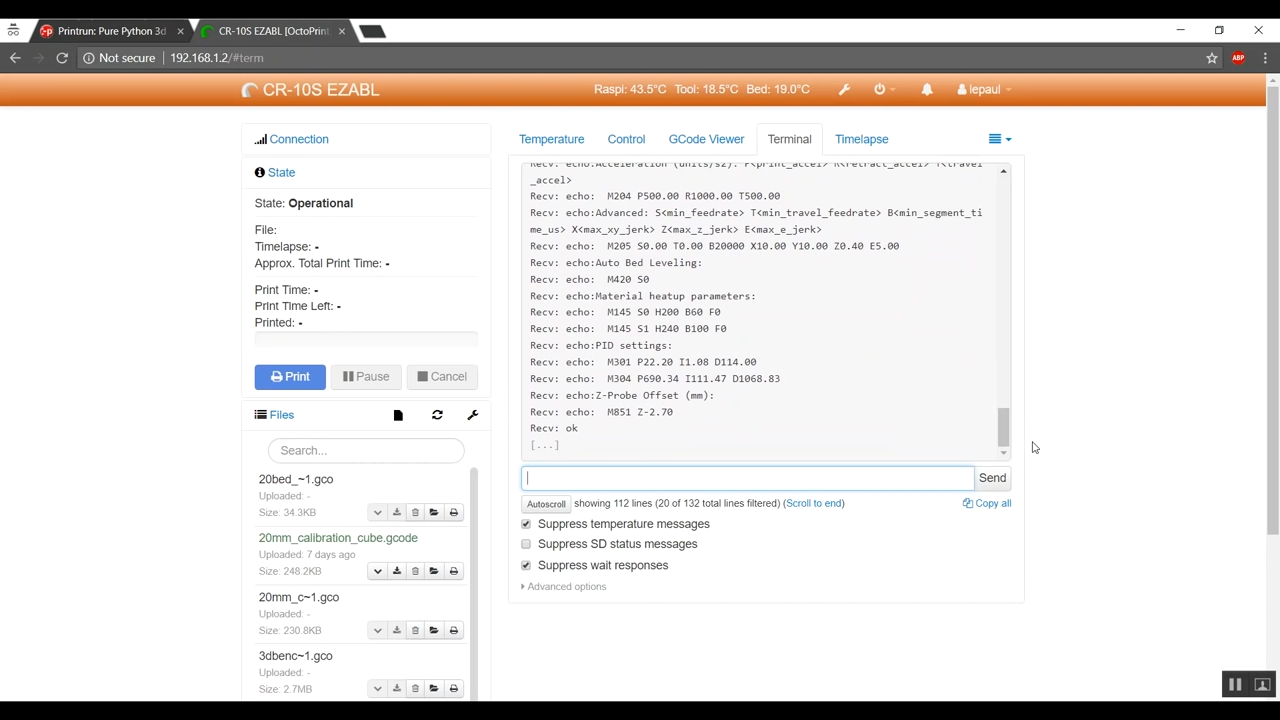 Printrun: Pure Python 3d
CR-10S EZABL [OctoPrint
Not secure 192.168.1.2/#term
ABP
CR-10S EZABL
Raspi: 43.5°C Tool: 18.5°C Bed: 19.0°C
lepaul
Connection
State
State: Operational
File:
Timelapse: -
Approx. Total Print Time: -
Print Time: -
Print Time Left: -
Printed: -
Print
Pause
Cancel
Files
Search...
20bed_~1.gco
Uploaded: -
Size: 34.3KB
20mm_calibration_cube.gcode
Uploaded: 7 days ago
Size: 248.2KB
20mm_c~1.gco
Uploaded: -
Size: 230.8KB
3dbenc~1.gco
Uploaded: -
Size: 2.7MB
Temperature
Control
GCode Viewer
Terminal
Timelapse
Recv: echo:Acceleration (units/s2): P<print_accel> R<retract_accel> T<travel
_accel>
Recv: echo:  M204 P500.00 R1000.00 T500.00
Recv: echo:Advanced: S<min_feedrate> T<min_travel_feedrate> B<min_segment_ti
me_us> X<max_xy_jerk> Z<max_z_jerk> E<max_e_jerk>
Recv: echo:  M205 S0.00 T0.00 B20000 X10.00 Y10.00 Z0.40 E5.00
Recv: echo:Auto Bed Leveling:
Recv: echo:  M420 S0
Recv: echo:Material heatup parameters:
Recv: echo:  M145 S0 H200 B60 F0
Recv: echo:  M145 S1 H240 B100 F0
Recv: echo:PID settings:
Recv: echo:  M301 P22.20 I1.08 D114.00
Recv: echo:  M304 P690.34 I111.47 D1068.83
Recv: echo:Z-Probe Offset (mm):
Recv: echo:  M851 Z-2.70
Recv: ok
[...]
Send
Autoscroll showing 112 lines (20 of 132 total lines filtered) (Scroll to end)
Copy all
Suppress temperature messages
Suppress SD status messages
Suppress wait responses
Advanced options